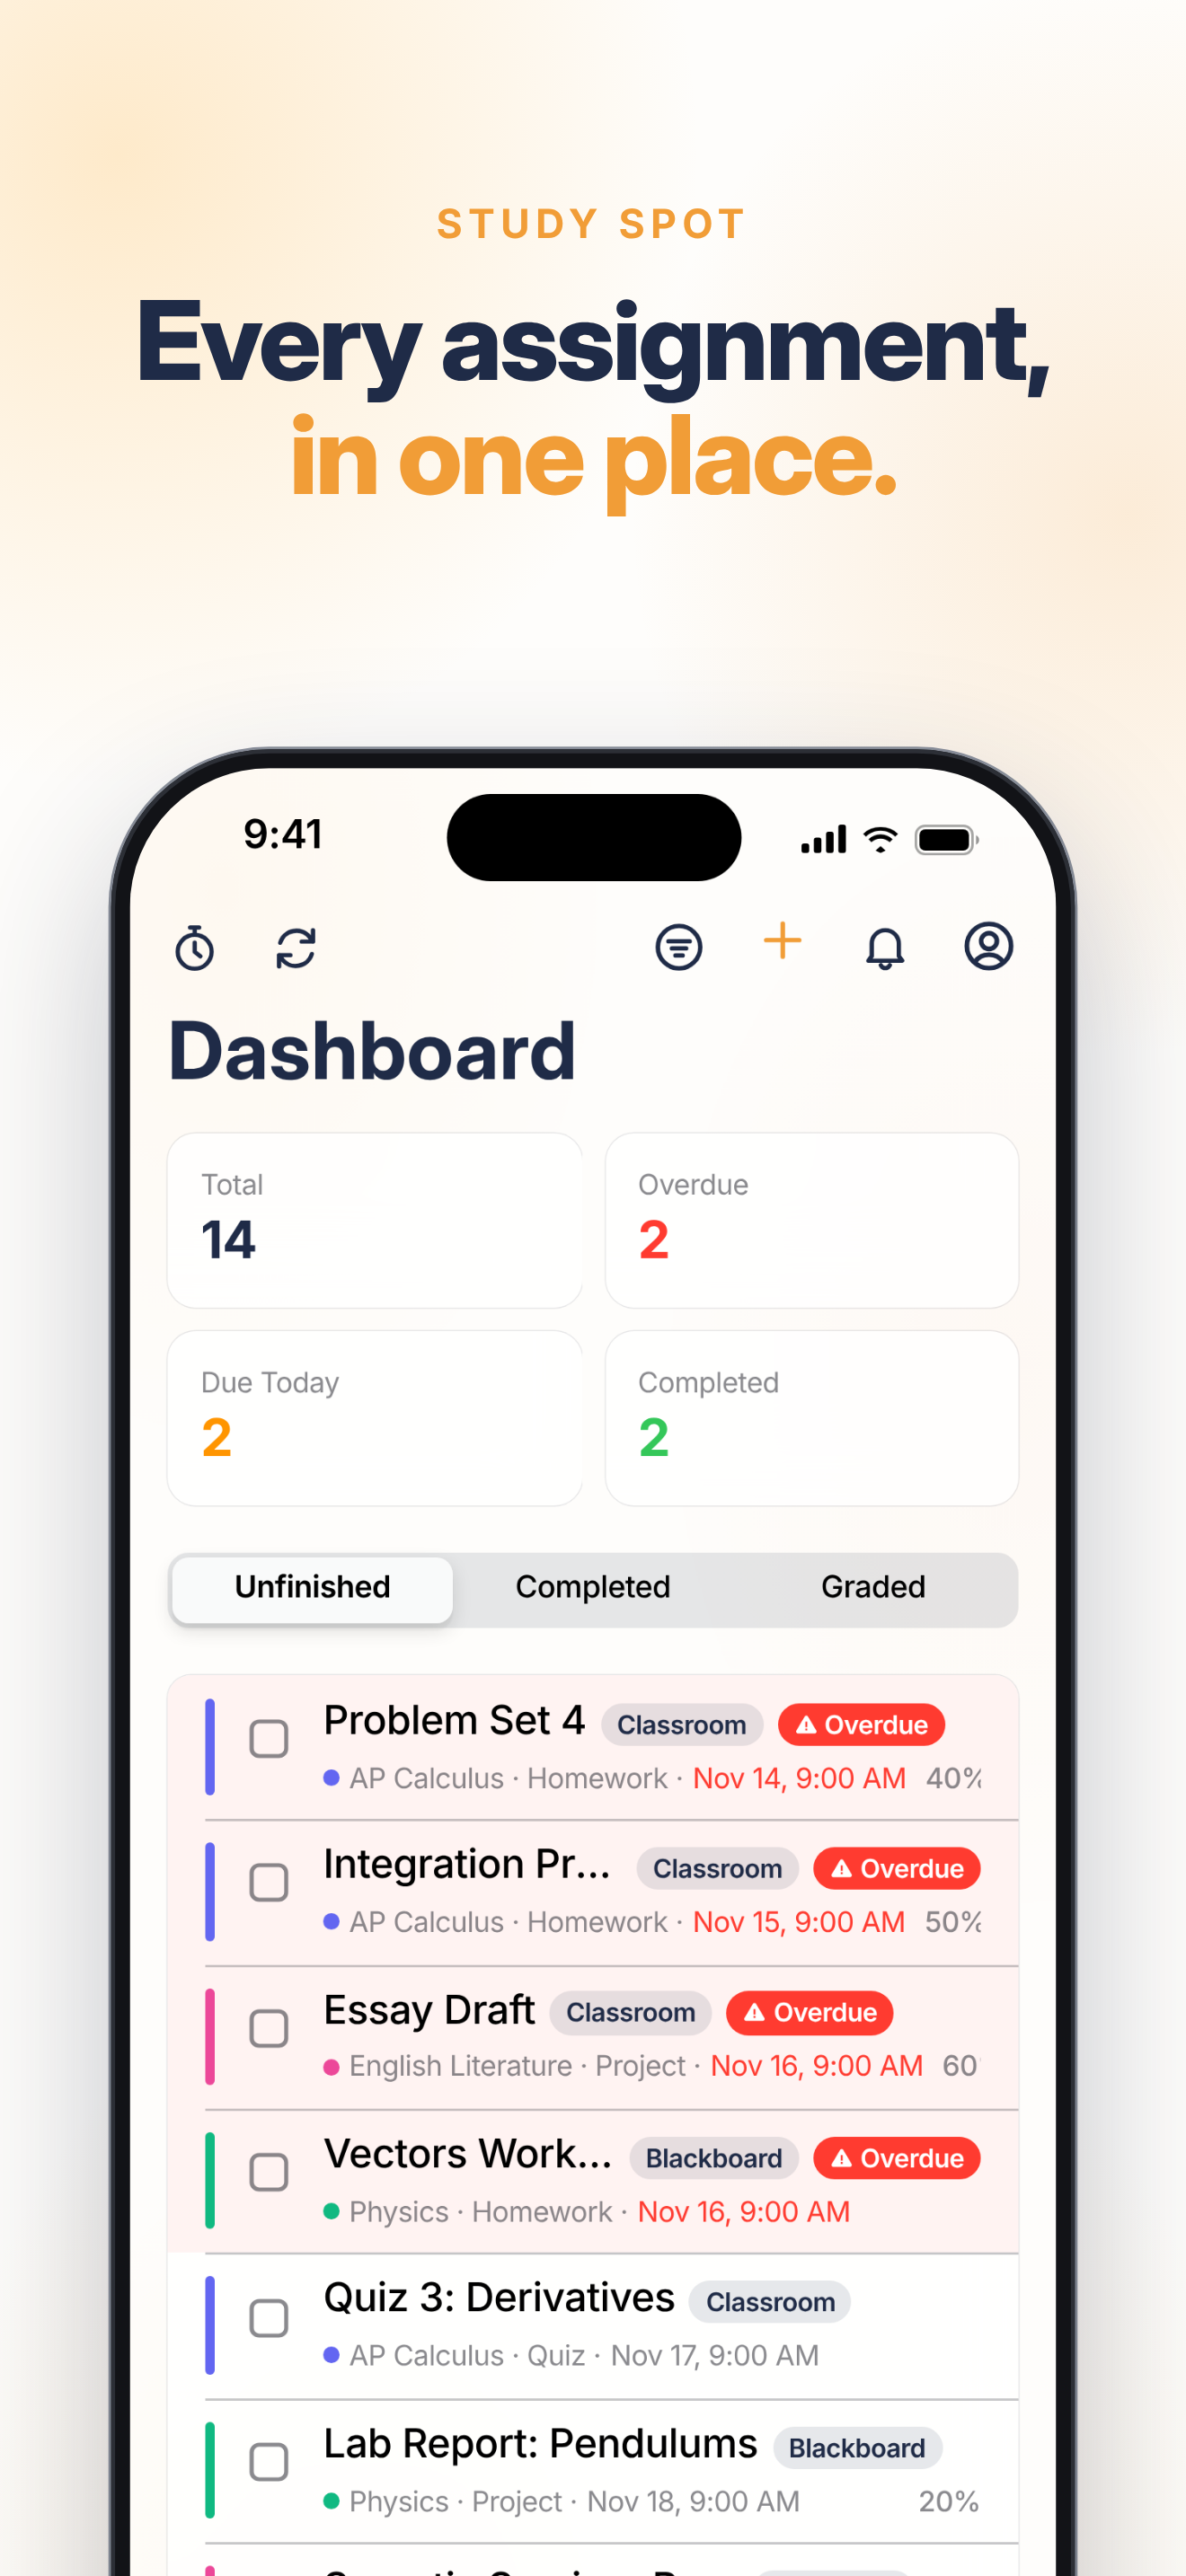 STUDY SPOT
Every assignment,
in one place.
9:41
Dashboard
Total
14
Overdue
2
Due Today
2
Completed
2
Unfinished Completed Graded
Problem Set 4 Classroom Overdue
AP Calculus · Homework · Nov 14, 9:00 AM 40%
Integration Pr... Classroom Overdue
AP Calculus · Homework · Nov 15, 9:00 AM 50%
Essay Draft Classroom Overdue
English Literature · Project · Nov 16, 9:00 AM 60
Vectors Work... Blackboard Overdue
Physics · Homework · Nov 16, 9:00 AM
Quiz 3: Derivatives Classroom
AP Calculus · Quiz · Nov 17, 9:00 AM
Lab Report: Pendulums Blackboard
Physics · Project · Nov 18, 9:00 AM 20%